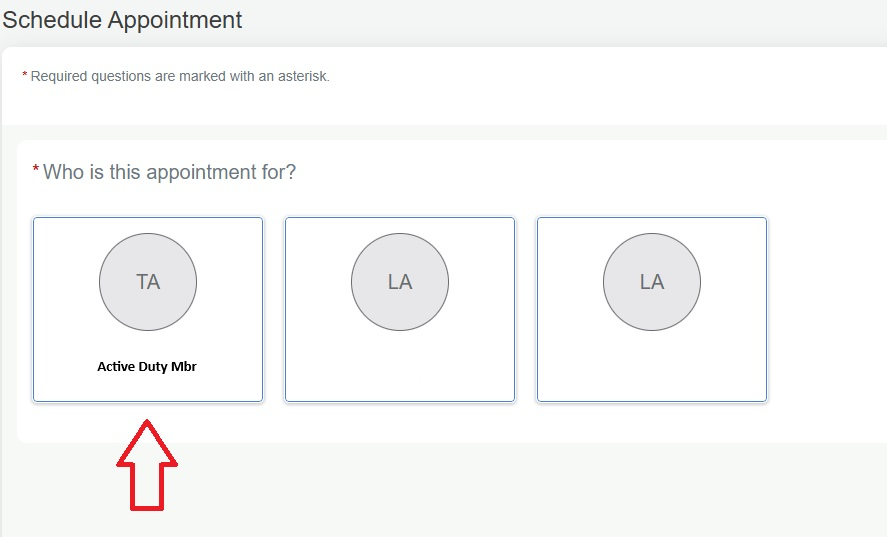 Schedule Appointment
* Required questions are marked with an asterisk.
* Who is this appointment for?
TA
LA
LA
Active Duty Mbr